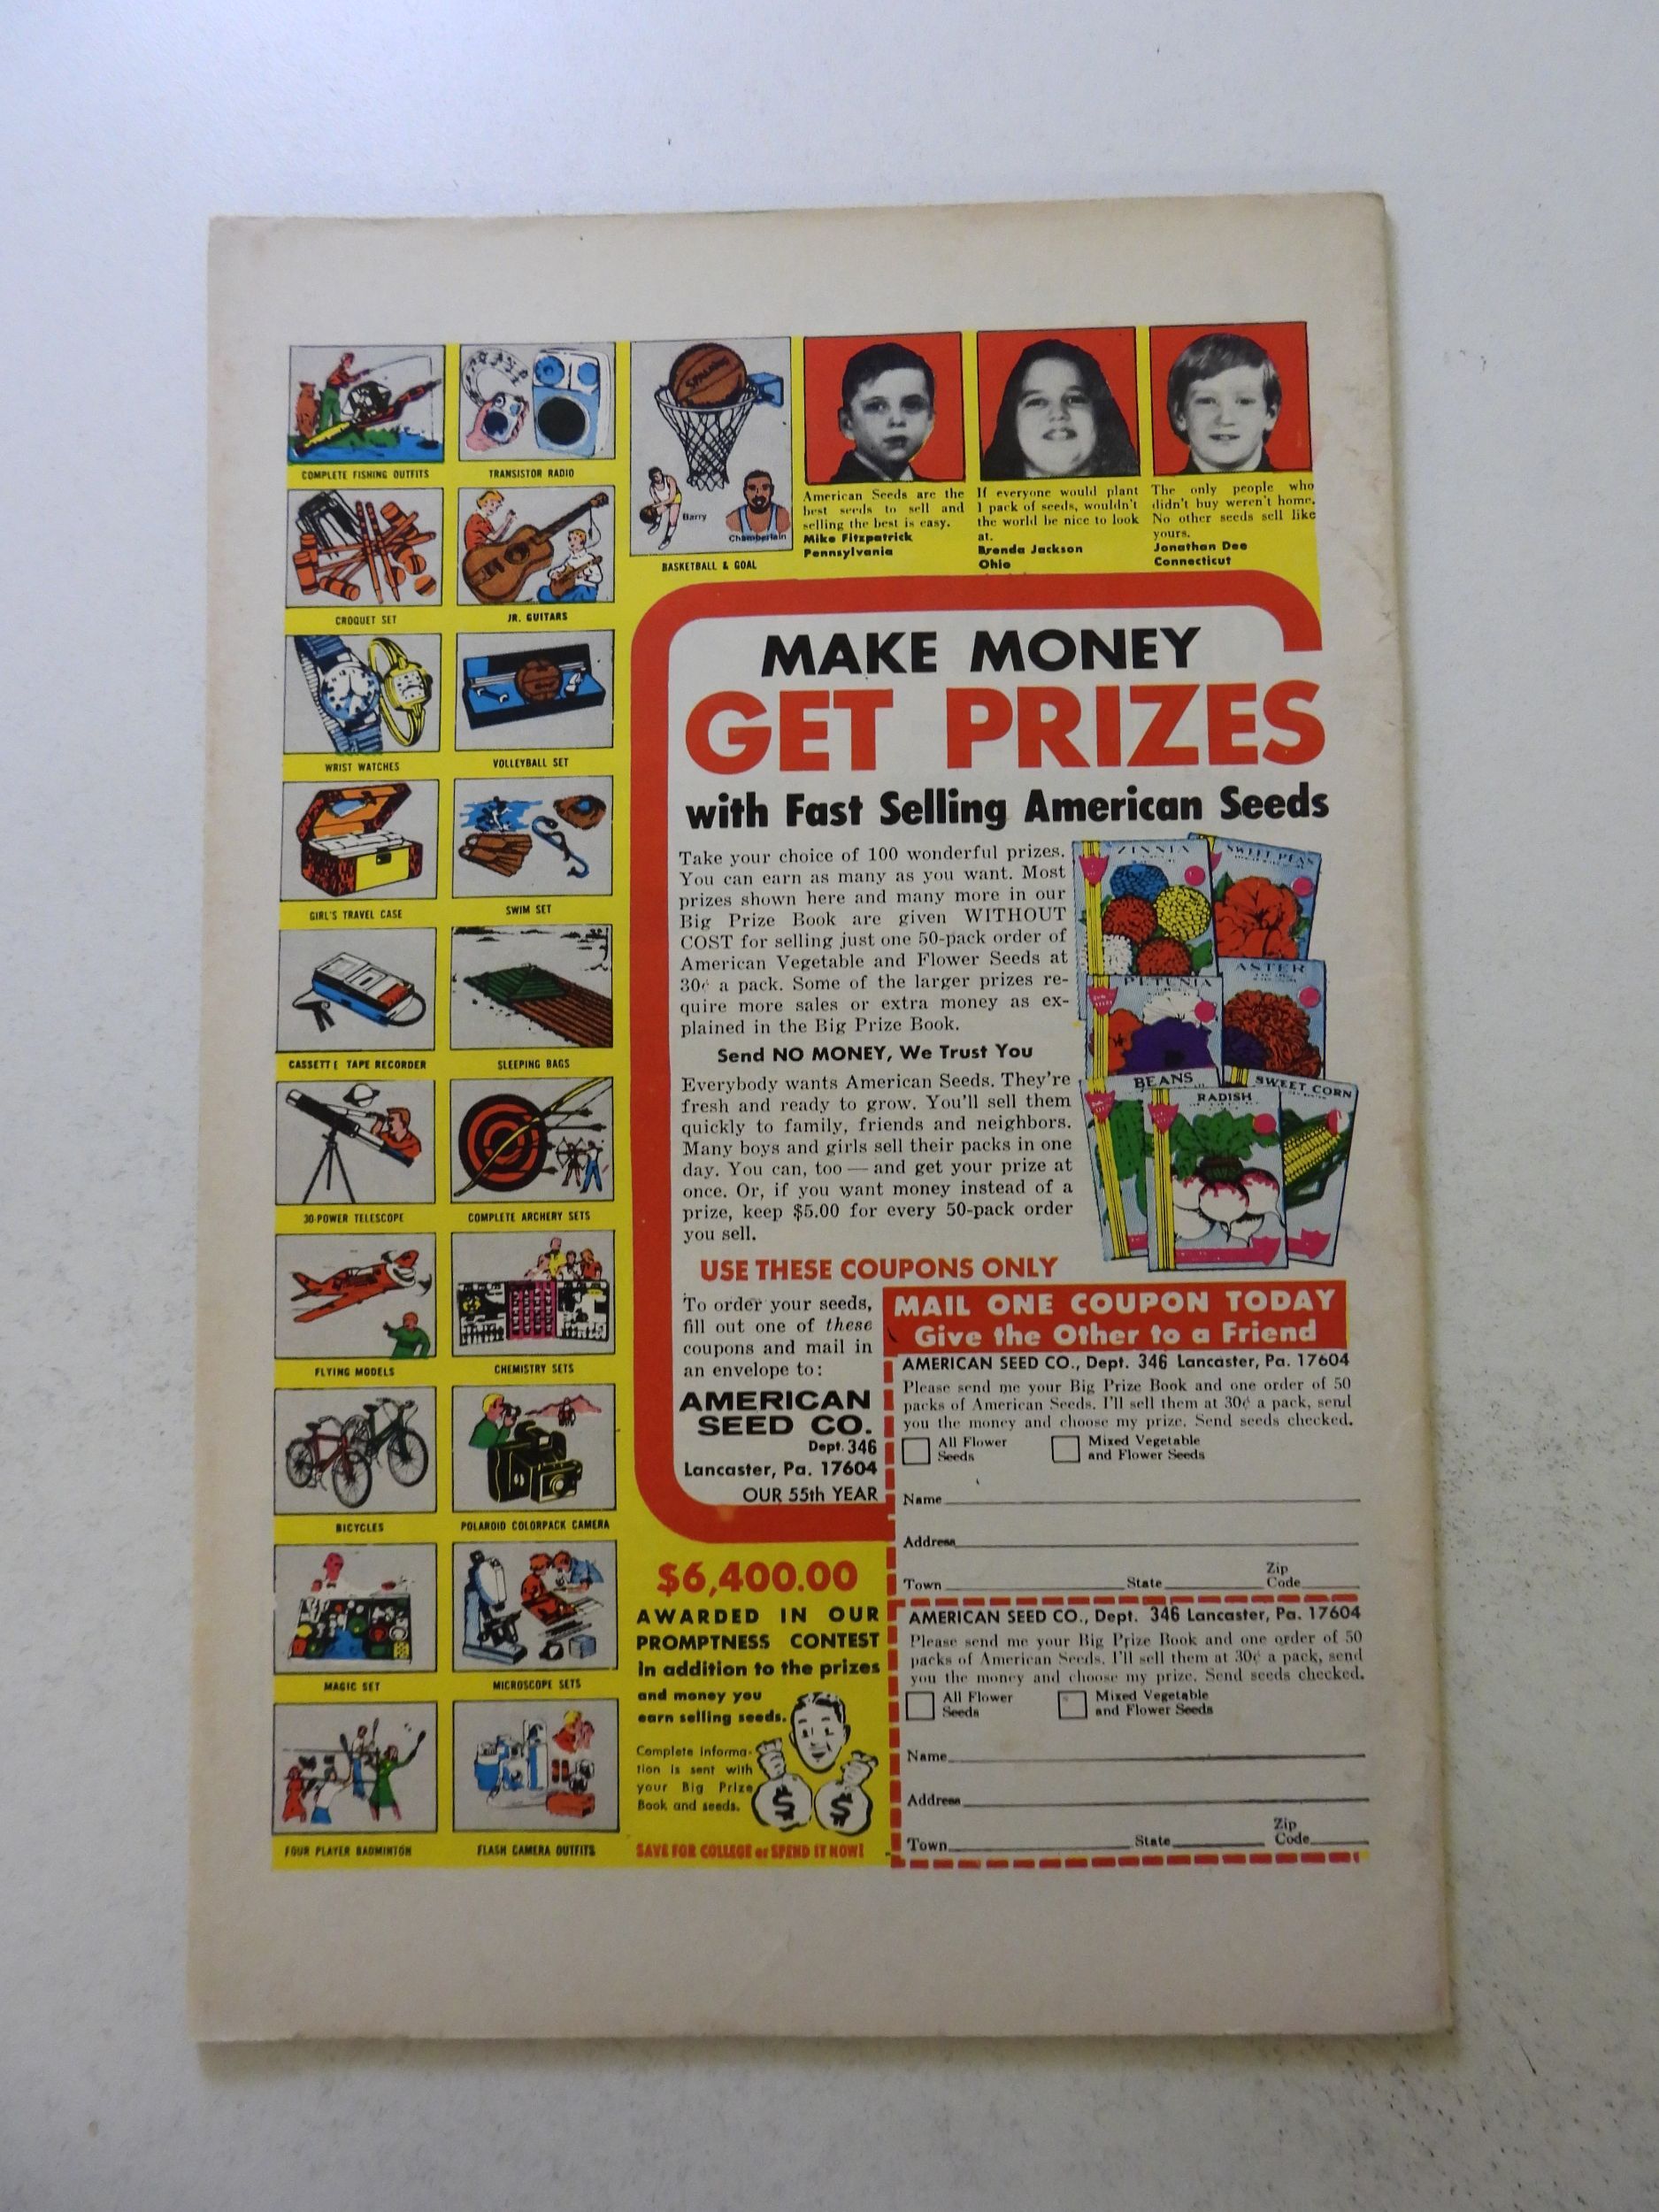 COMPLETE FISHING OUTFITS
TRANSISTOR RADIO
CROQUET SET
JR. GUITARS
WRIST WATCHES
VOLLEYBALL SET
GIRL'S TRAVEL CASE
SWIM SET
CASSETTE TAPE RECORDER
SLEEPING BAGS
30-POWER TELESCOPE
COMPLETE ARCHERY SETS
FLYING MODELS
CHEMISTRY SETS
BICYCLES
POLAROID COLORPACK CAMERA
MAGIC SET
MICROSCOPE SETS
FOUR PLAYER BADMINTON
FLASH CAMERA OUTFITS
SPALDING
Barry
Chamberlain
BASKETBALL & GOAL
American Seeds are the
best seeds to sell and
selling the best is easy.
Mike Fitzpatrick
Pennsylvania
If everyone would plant
1 pack of seeds, wouldn't
the world be nice to look
at.
Brenda Jackson
Ohio
The only people who
didn't buy weren't home.
No other seeds sell like
yours.
Jonathan Dee
Connecticut
MAKE MONEY
GET PRIZES
with Fast Selling American Seeds
Take your choice of 100 wonderful prizes.
You can earn as many as you want. Most
prizes shown here and many more in our
Big Prize Book are given WITHOUT
COST for selling just one 50-pack order of
American Vegetable and Flower Seeds at
30¢ a pack. Some of the larger prizes re-
quire more sales or extra money as ex-
plained in the Big Prize Book.
Send NO MONEY, We Trust You
Everybody wants American Seeds. They're
fresh and ready to grow. You'll sell them
quickly to family, friends and neighbors.
Many boys and girls sell their packs in one
day. You can, too — and get your prize at
once. Or, if you want money instead of a
prize, keep $5.00 for every 50-pack order
you sell.
ZINNIA
SWEET PEAS
PETUNIA
ASTER
BEANS
RADISH
SWEET CORN
USE THESE COUPONS ONLY
To order your seeds,
fill out one of these
coupons and mail in
an envelope to:
AMERICAN
SEED CO.
Dept. 346
Lancaster, Pa. 17604
OUR 55th YEAR
$6,400.00
AWARDED IN OUR
PROMPTNESS CONTEST
In addition to the prizes
and money you
earn selling seeds.
Complete informa-
tion is sent with
your Big Prize
Book and seeds.
$ $
SAVE FOR COLLEGE or SPEND IT NOW!
MAIL ONE COUPON TODAY
Give the Other to a Friend
AMERICAN SEED CO., Dept. 346 Lancaster, Pa. 17604
Please send me your Big Prize Book and one order of 50
packs of American Seeds. I'll sell them at 30¢ a pack, send
you the money and choose my prize. Send seeds checked.
All Flower
Seeds
Mixed Vegetable
and Flower Seeds
Name
Address
Town State Zip
Code
AMERICAN SEED CO., Dept. 346 Lancaster, Pa. 17604
Please send me your Big Prize Book and one order of 50
packs of American Seeds. I'll sell them at 30¢ a pack, send
you the money and choose my prize. Send seeds checked.
All Flower
Seeds
Mixed Vegetable
and Flower Seeds
Name
Address
Town State Zip
Code